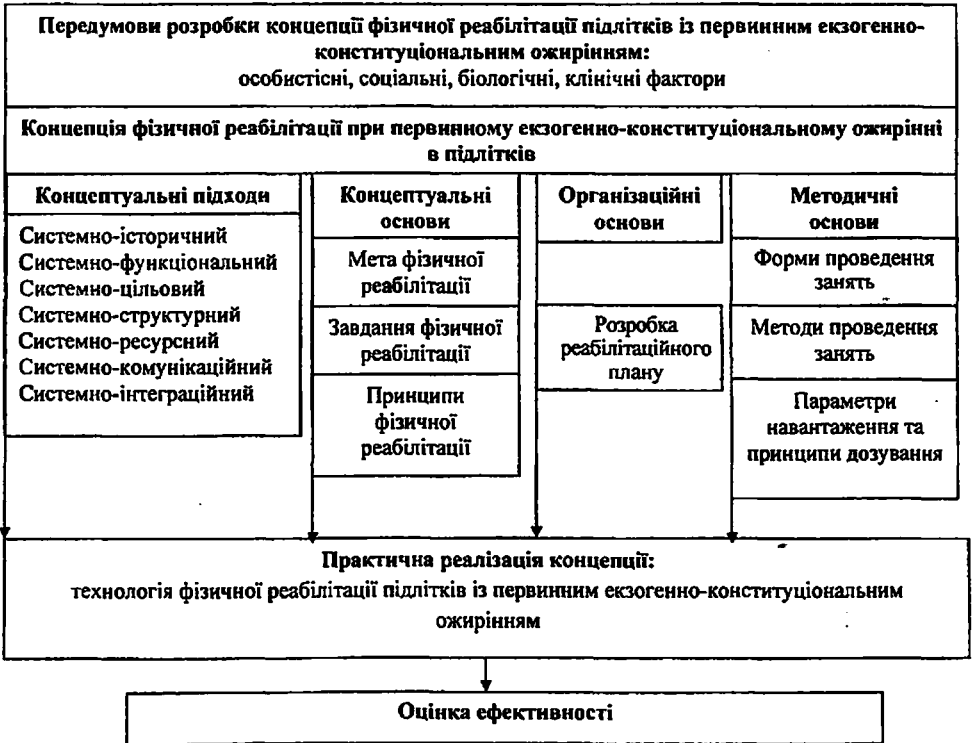 Передумови розробки концепції фізичної реабілітації підлітків із первинним екзогенно-
конституціональним ожирінням:
особистісні, соціальні, біологічні, клінічні фактори
Концепція фізичної реабілітації при первинному екзогенно-конституціональному ожирінні
в підлітків
Концептуальні підходи
Системно-історичний
Системно-функціональний
Системно-цільовий
Системно-структурний
Системно-ресурсний
Системно-комунікаційний
Системно-інтеграційний
Концептуальні
основи
Мета фізичної
реабілітації
Завдання фізичної
реабілітації
Принципи
фізичної
реабілітації
Організаційні
основи
Розробка
реабілітаційного
плану
Методичні
основи
Форми проведення
занять
Методи проведення
занять
Параметри
навантаження та
принципи дозування
Практична реалізація концепції:
технологія фізичної реабілітації підлітків із первинним екзогенно-конституціональним
ожирінням
Оцінка ефективності